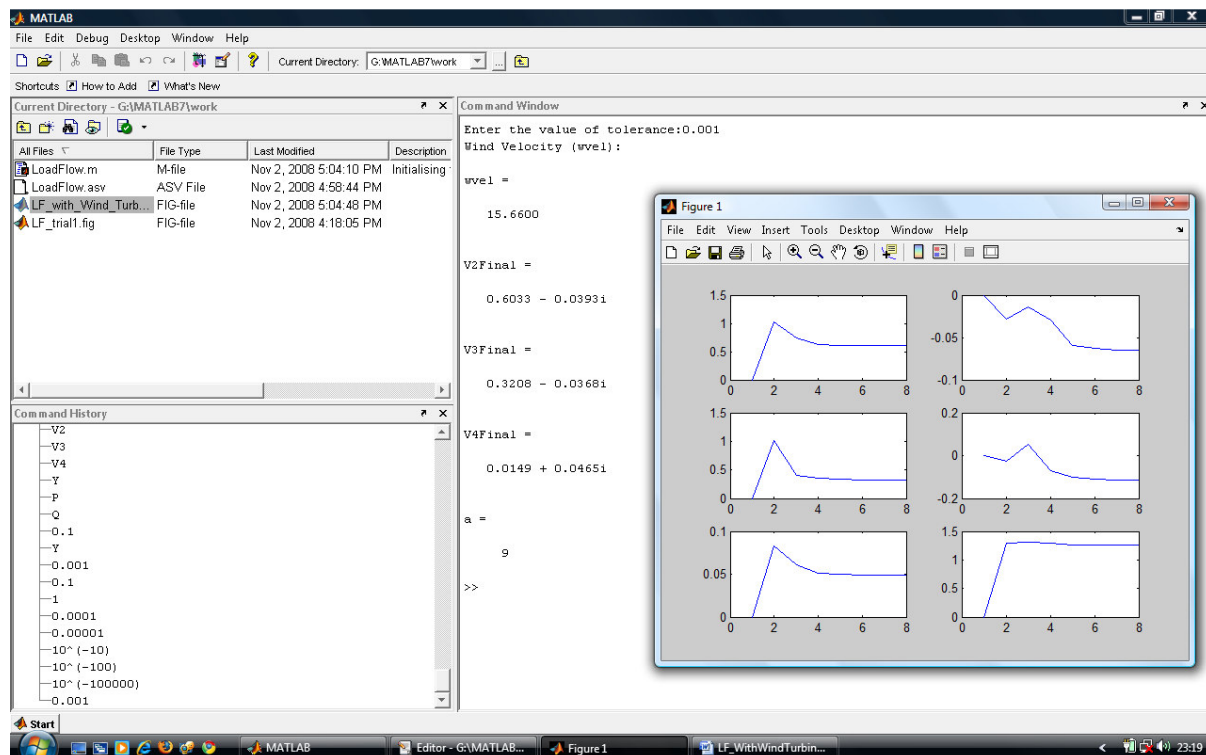 MATLAB
File Edit Debug Desktop Window Help
Current Directory: G:\MATLAB7\work
Shortcuts How to Add What's New
Current Directory - G:\MATLAB7\work
All Files File Type Last Modified Description
LoadFlow.m M-file Nov 2, 2008 5:04:10 PM Initialising
LoadFlow.asv ASV File Nov 2, 2008 4:58:44 PM
LF_with_Wind_Turb... FIG-file Nov 2, 2008 5:04:48 PM
LF_trial1.fig FIG-file Nov 2, 2008 4:18:05 PM
Command History
V2
V3
V4
Y
P
Q
0.1
Y
0.001
0.1
1
0.0001
0.00001
10^(-10)
10^(-100)
10^(-100000)
0.001
Command Window
Enter the value of tolerance:0.001
Wind Velocity (wvel):
wvel =
15.6600
V2Final =
0.6033 - 0.0393i
V3Final =
0.3208 - 0.0368i
V4Final =
0.0149 + 0.0465i
a =
9
>>
Figure 1
File Edit View Insert Tools Desktop Window Help
1.5
1
0.5
0
0 2 4 6 8
0
-0.05
-0.1
0 2 4 6 8
1.5
1
0.5
0
0 2 4 6 8
0.2
0
-0.2
0 2 4 6 8
0.1
0.05
0
0 2 4 6 8
1.5
1
0.5
0
0 2 4 6 8
Start
MATLAB
Editor - G:\MATLAB...
Figure 1
LF_WithWindTurbin...
23:19